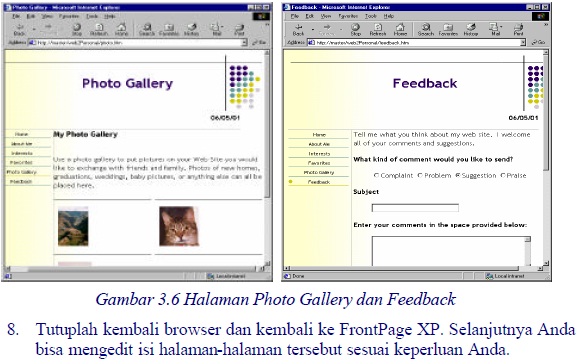 Photo Gallery - Microsoft Internet Explorer
File Edit View Favorites Tools Help
Back Stop Refresh Home Search Favorites History Mail Print
Address http://master/web2Personal/photo.htm Go
Photo Gallery
06/05/01
Home
About Me
Interests
Favorites
Photo Gallery
Feedback
My Photo Gallery
Use a photo gallery to put pictures on your Web Site you would
like to exchange with friends and family. Photos of new homes,
graduations, weddings, baby pictures, or anything else can all be
placed here.
Local intranet
Feedback - Microsoft Internet Explorer
File Edit View Favorites Tools Help
Back Stop Refresh Home Search Favorites History Mail Print
Address http://master/web2Personal/feedback.htm Go
Feedback
06/05/01
Home
About Me
Interests
Favorites
Photo Gallery
Feedback
Tell me what you think about my web site, I welcome
all of your comments and suggestions.
What kind of comment would you like to send?
Complaint Problem Suggestion Praise
Subject
Enter your comments in the space provided below:
Done Local intranet
Gambar 3.6 Halaman Photo Gallery dan Feedback
8. Tutuplah kembali browser dan kembali ke FrontPage XP. Selanjutnya Anda
bisa mengedit isi halaman-halaman tersebut sesuai keperluan Anda.